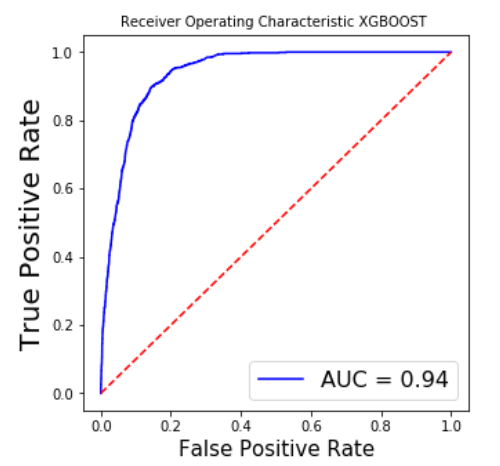 Receiver Operating Characteristic XGBOOST
1.0
0.8
0.6
0.4
0.2
0.0
True Positive Rate
AUC = 0.94
0.0 0.2 0.4 0.6 0.8 1.0
False Positive Rate